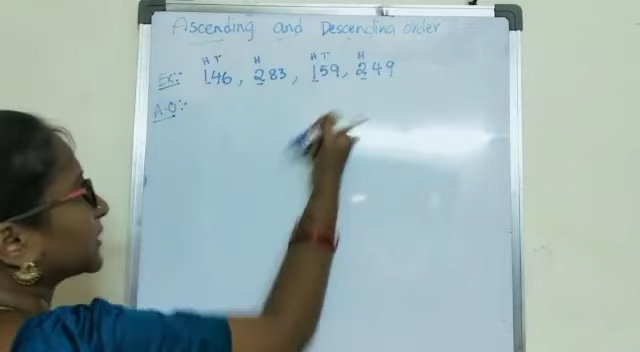 Ascending and Descending order
H T H H T H
Ex:- 146, 283, 159, 249
A.O:-